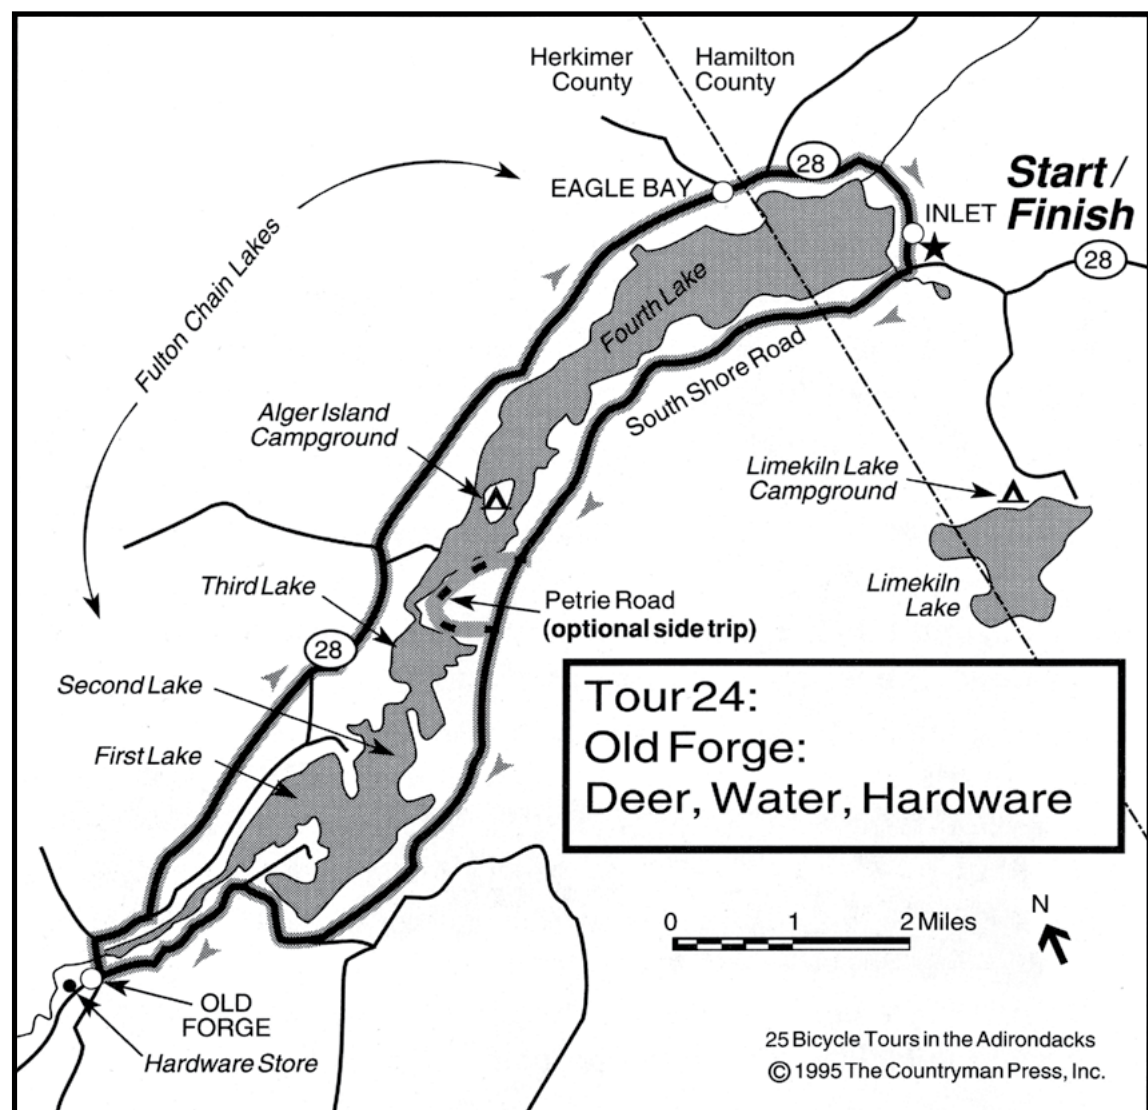 Herkimer
County
Hamilton
County
28
EAGLE BAY
Start/
Finish
INLET
28
Fulton Chain Lakes
Fourth Lake
South Shore Road
Alger Island
Campground
Limekiln Lake
Campground
Third Lake
Petrie Road
(optional side trip)
Limekiln
Lake
28
Second Lake
First Lake
Tour 24:
Old Forge:
Deer, Water, Hardware
0 1 2 Miles
N
OLD
FORGE
Hardware Store
25 Bicycle Tours in the Adirondacks
© 1995 The Countryman Press, Inc.